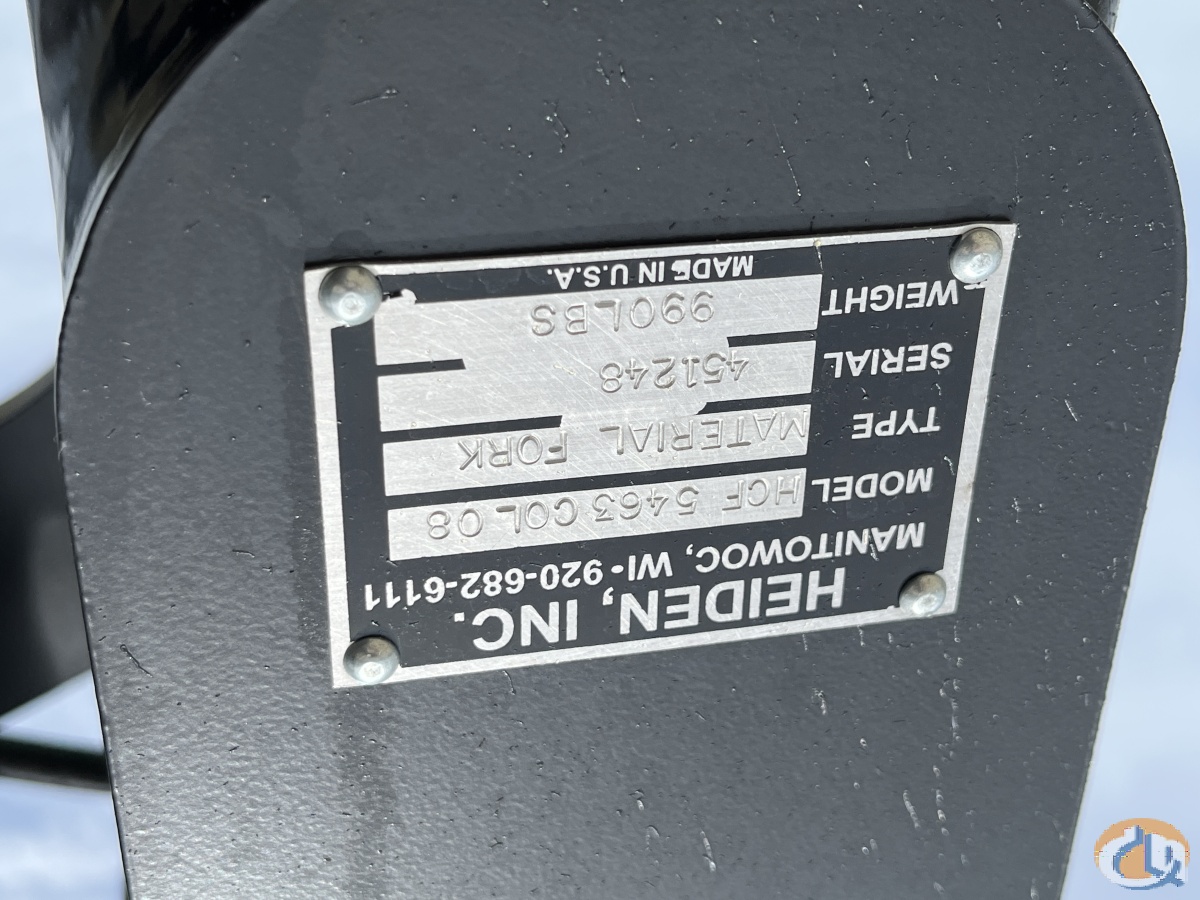 HEIDEN, INC.
MANITOWOC, WI • 920-682-6111
MODEL HCF 5463 COL 08
TYPE MATERIAL FORK
SERIAL 451248
WEIGHT 990LBS
MADE IN U.S.A.